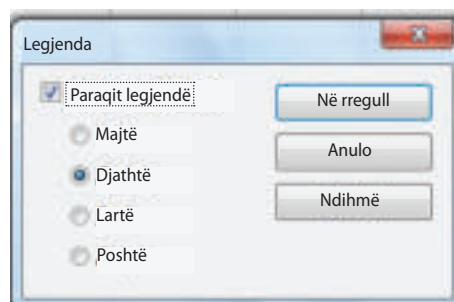 Legjenda
Paraqit legjendë
Majtë
Djathtë
Lartë
Poshtë
Në rregull
Anulo
Ndihmë